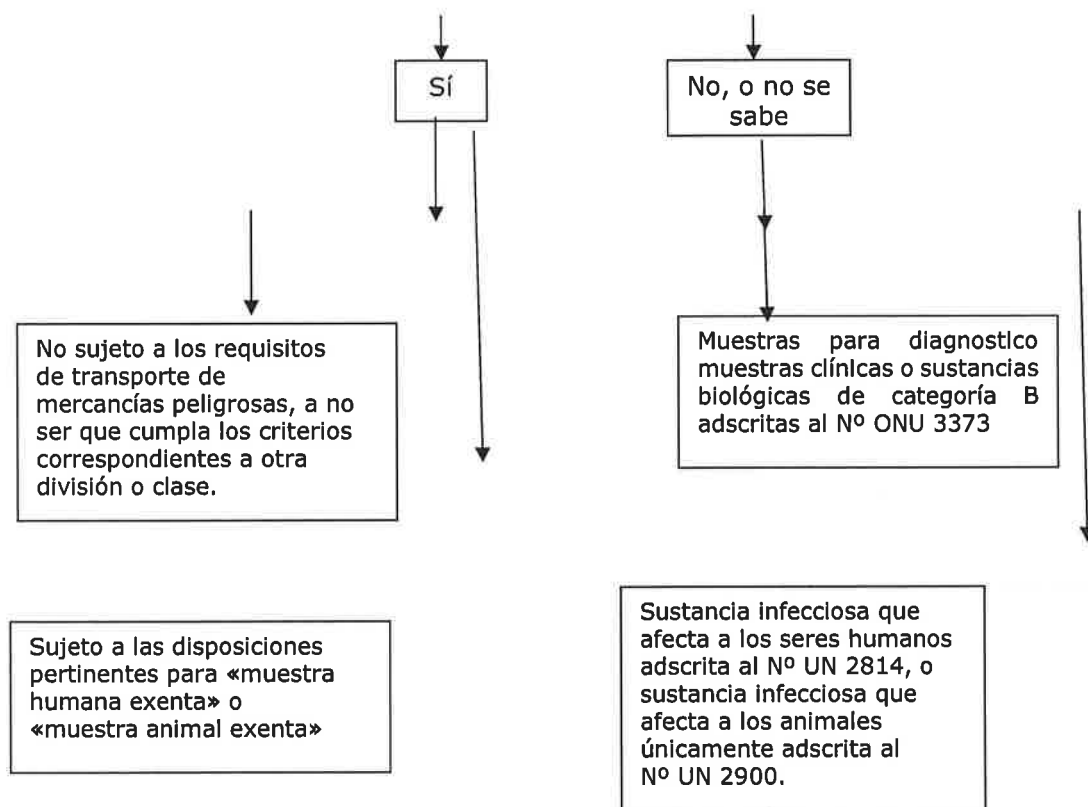 Sí
No, o no se
sabe
No sujeto a los requisitos
de transporte de
mercancías peligrosas, a no
ser que cumpla los criterios
correspondientes a otra
división o clase.
Muestras para diagnostico
muestras clínicas o sustancias
biológicas de categoría B
adscritas al Nº ONU 3373
Sujeto a las disposiciones
pertinentes para «muestra
humana exenta» o
«muestra animal exenta»
Sustancia infecciosa que
afecta a los seres humanos
adscrita al Nº UN 2814, o
sustancia infecciosa que
afecta a los animales
únicamente adscrita al
Nº UN 2900.